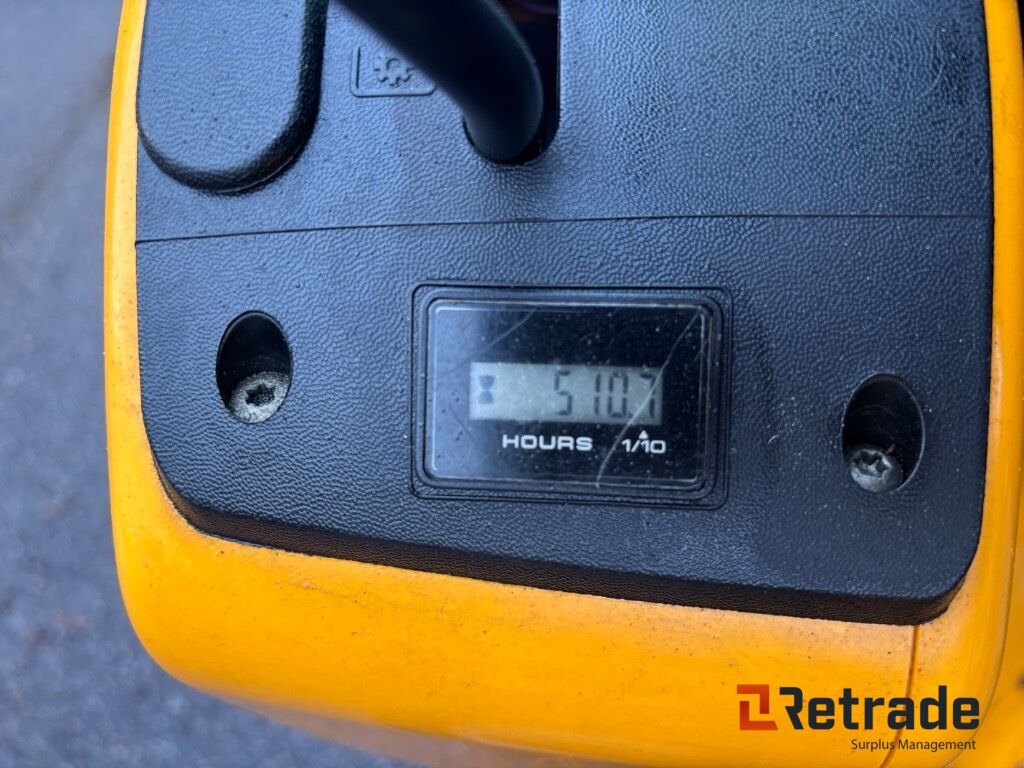 510.7
HOURS 1/10
Retrade
Surplus Management